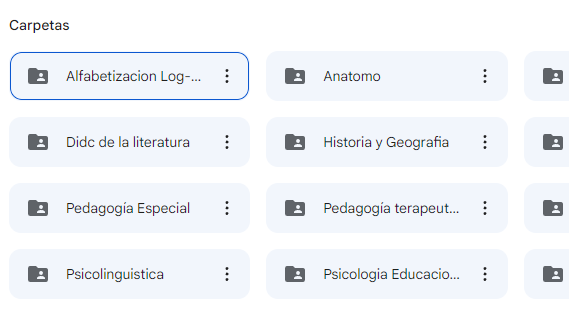 Carpetas
Alfabetizacion Log-...
Anatomo
Didc de la literatura
Historia y Geografia
Pedagogía Especial
Pedagogía terapeut...
Psicolinguistica
Psicologia Educacio...